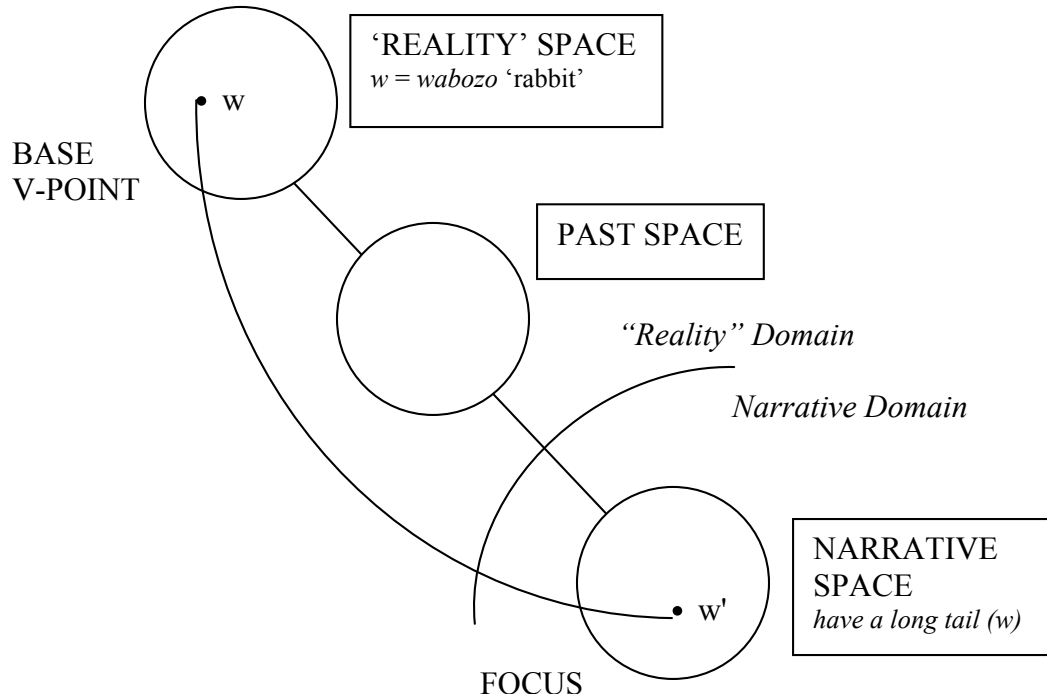 ‘REALITY’ SPACE
w = wabozo ‘rabbit’
w
BASE
V-POINT
PAST SPACE
“Reality” Domain
Narrative Domain
NARRATIVE
SPACE
have a long tail (w)
w'
FOCUS